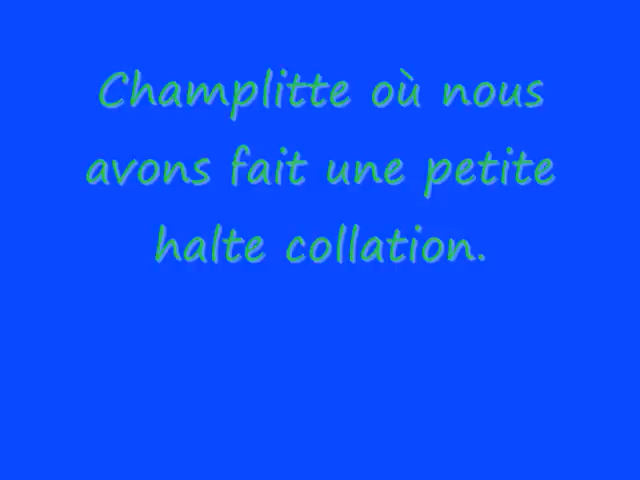 Champlitte où nous
avons fait une petite
halte collation.